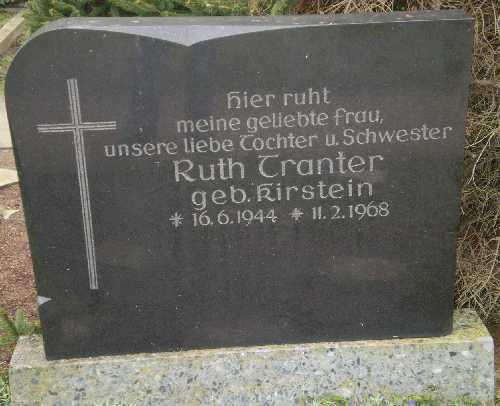 Hier ruht
meine geliebte Frau,
unsere liebe Tochter u. Schwester
Ruth Tranter
geb. Kirstein
* 16.6.1944 * 11.2.1968